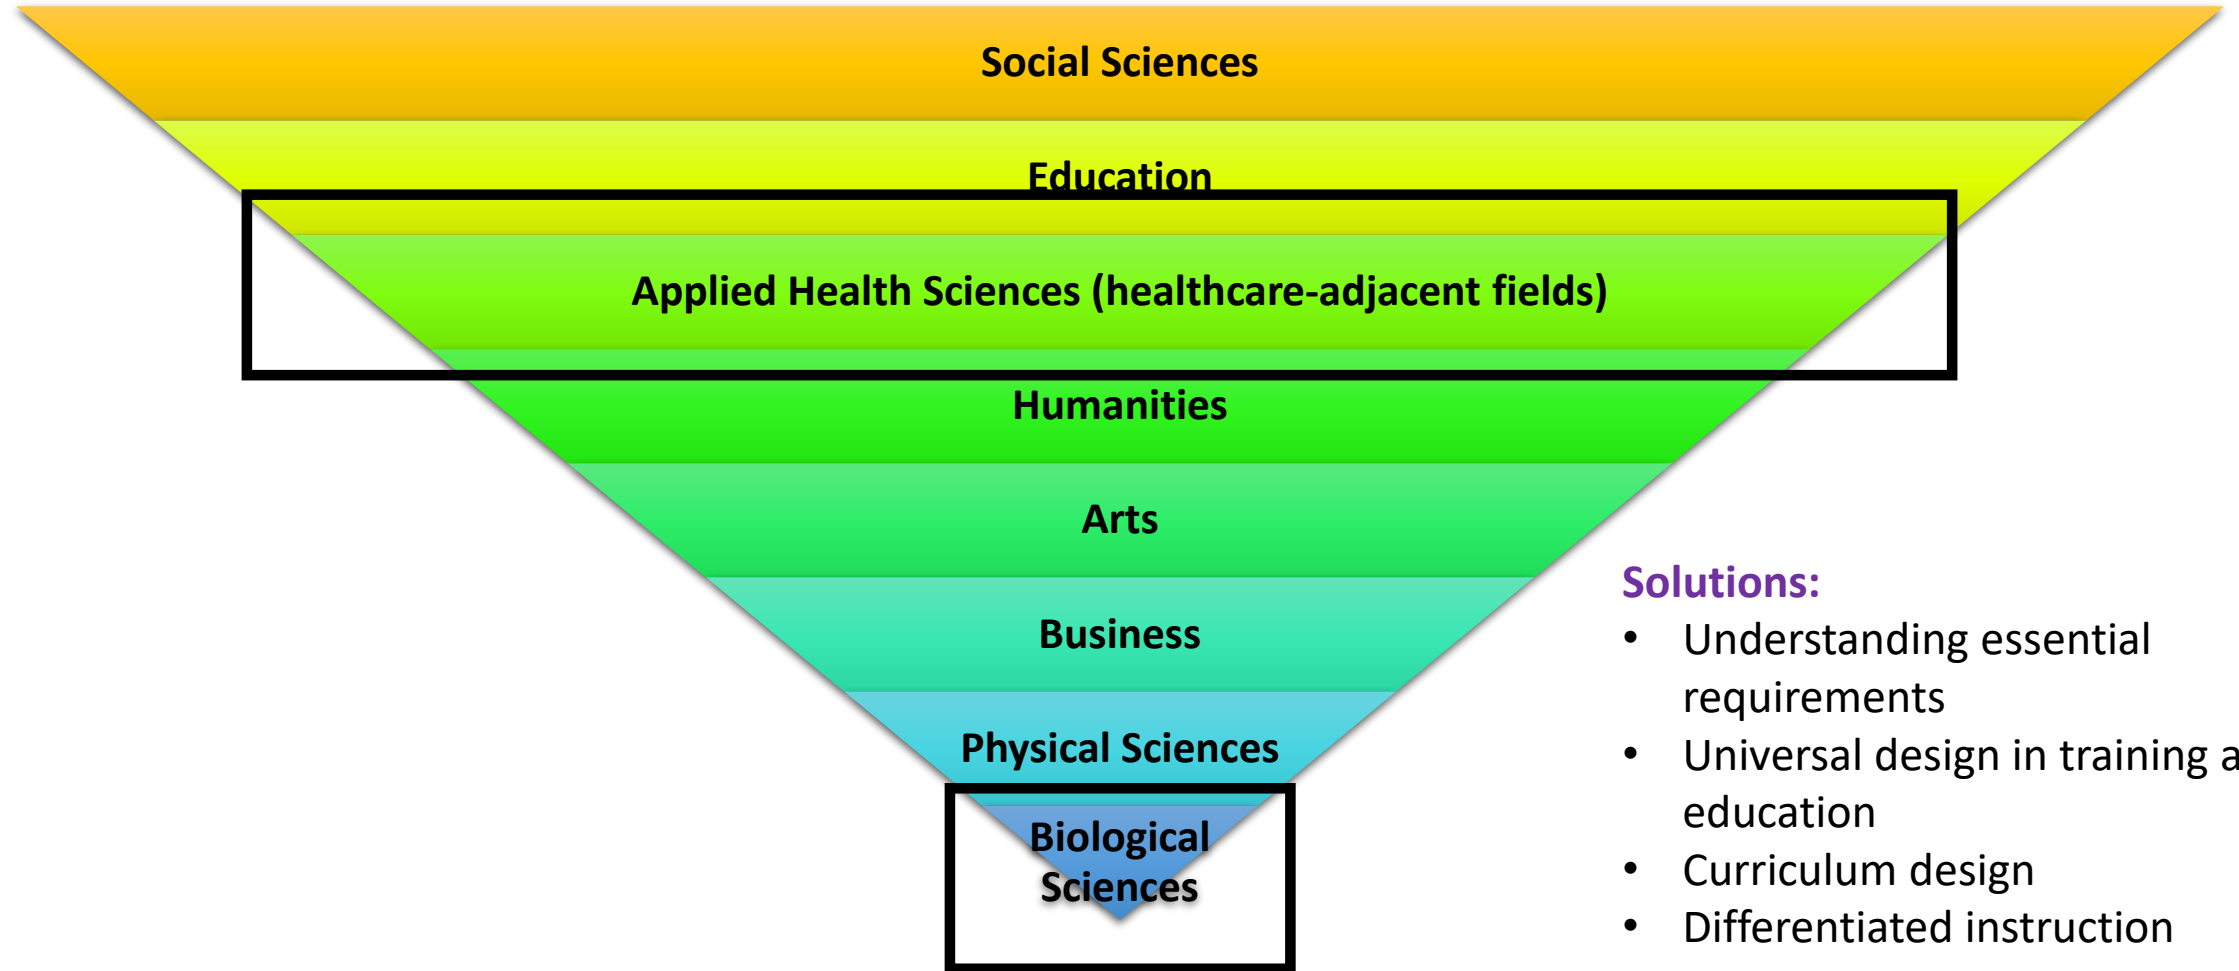 Social Sciences
Education
Applied Health Sciences (healthcare-adjacent fields)
Humanities
Arts
Business
Physical Sciences
Biological
Sciences
Solutions:
• Understanding essential
requirements
• Universal design in training a
education
• Curriculum design
• Differentiated instruction